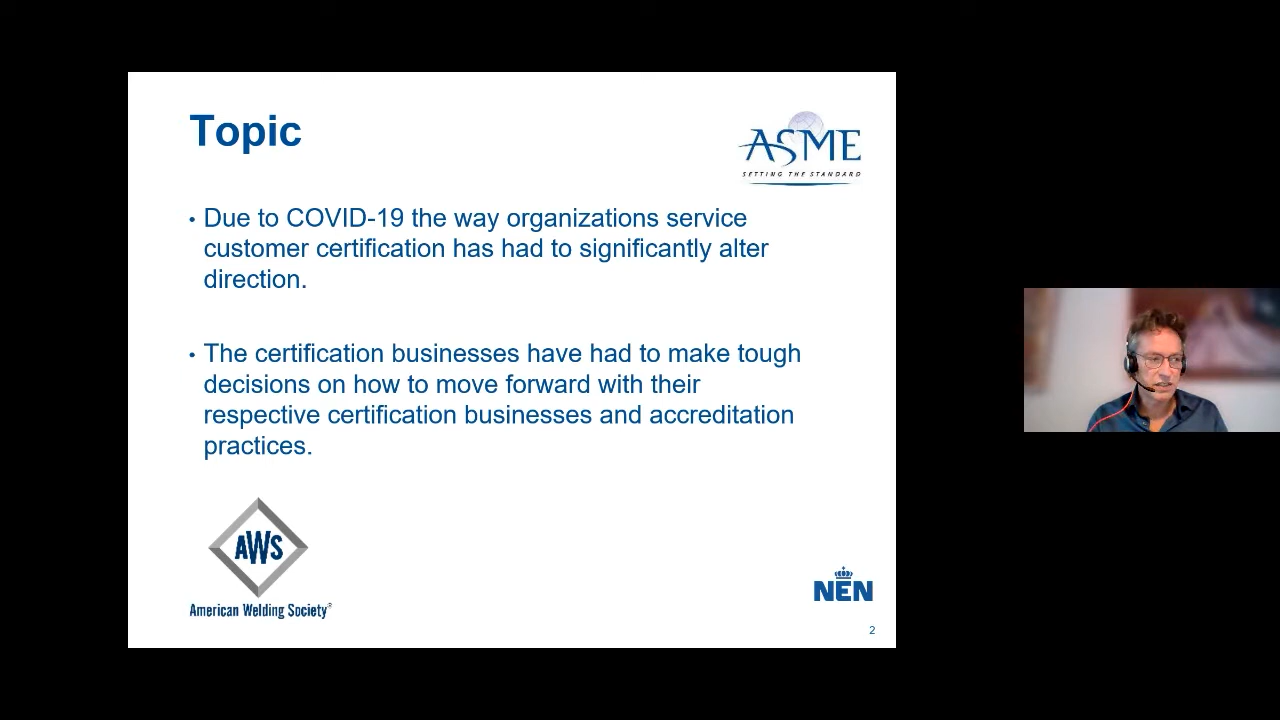 Topic
ASME
SETTING THE STANDARD
• Due to COVID-19 the way organizations service
customer certification has had to significantly alter
direction.
• The certification businesses have had to make tough
decisions on how to move forward with their
respective certification businesses and accreditation
practices.
AWS
American Welding Society®
NEN
2